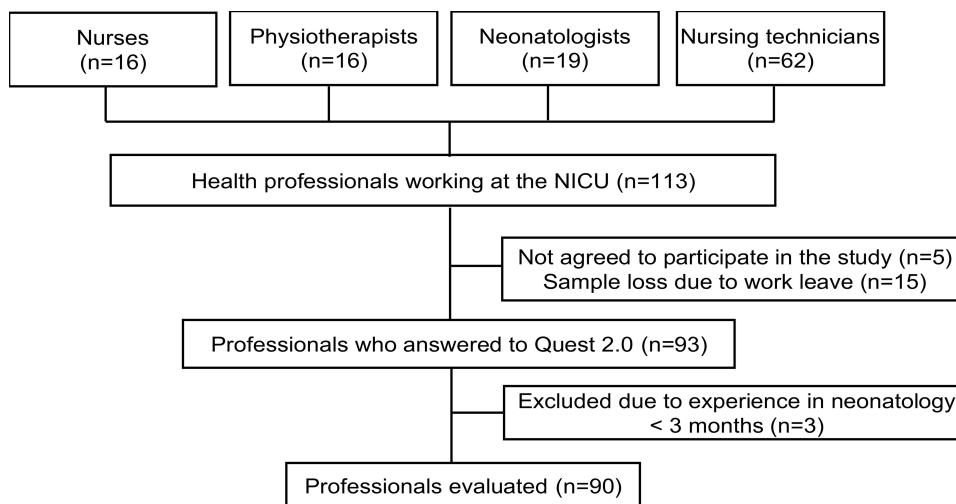 Nurses
(n=16)
Physiotherapists
(n=16)
Neonatologists
(n=19)
Nursing technicians
(n=62)
Health professionals working at the NICU (n=113)
Not agreed to participate in the study (n=5)
Sample loss due to work leave (n=15)
Professionals who answered to Quest 2.0 (n=93)
Excluded due to experience in neonatology
< 3 months (n=3)
Professionals evaluated (n=90)